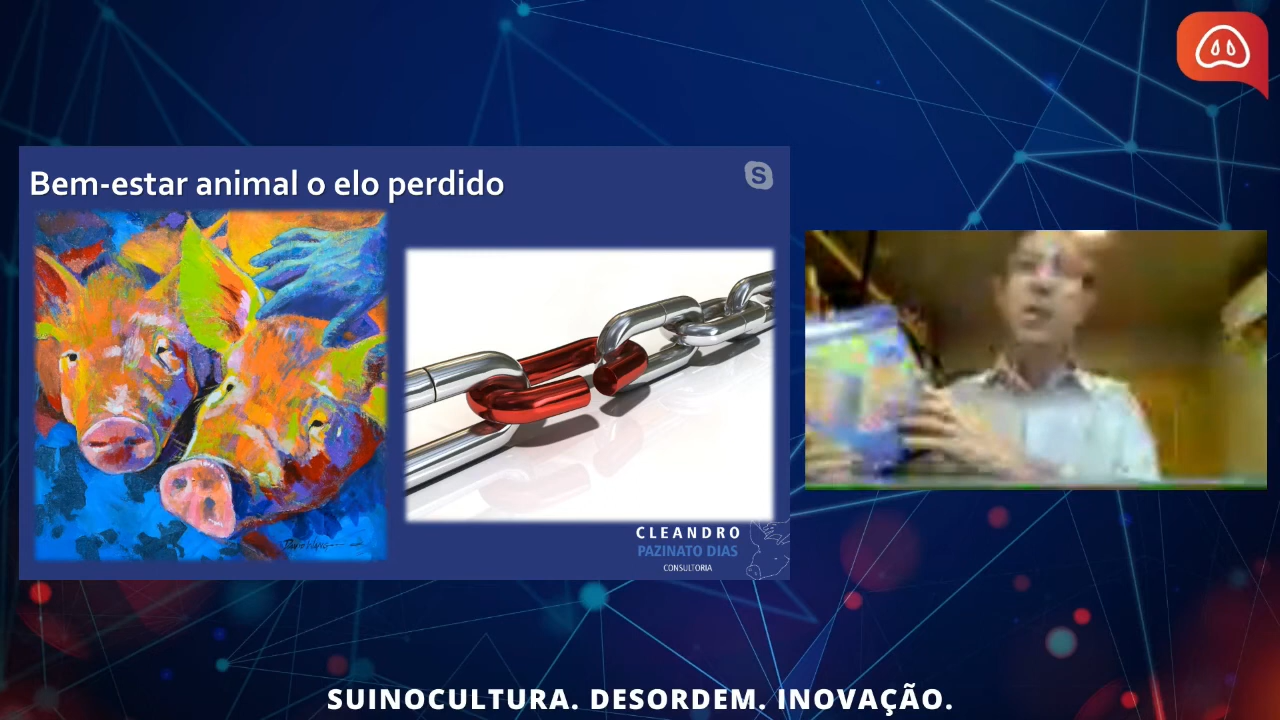 Bem-estar animal o elo perdido
S
CLEANDRO
PAZINATO DIAS
CONSULTORIA
SUINOCULTURA. DESORDEM. INOVAÇÃO.